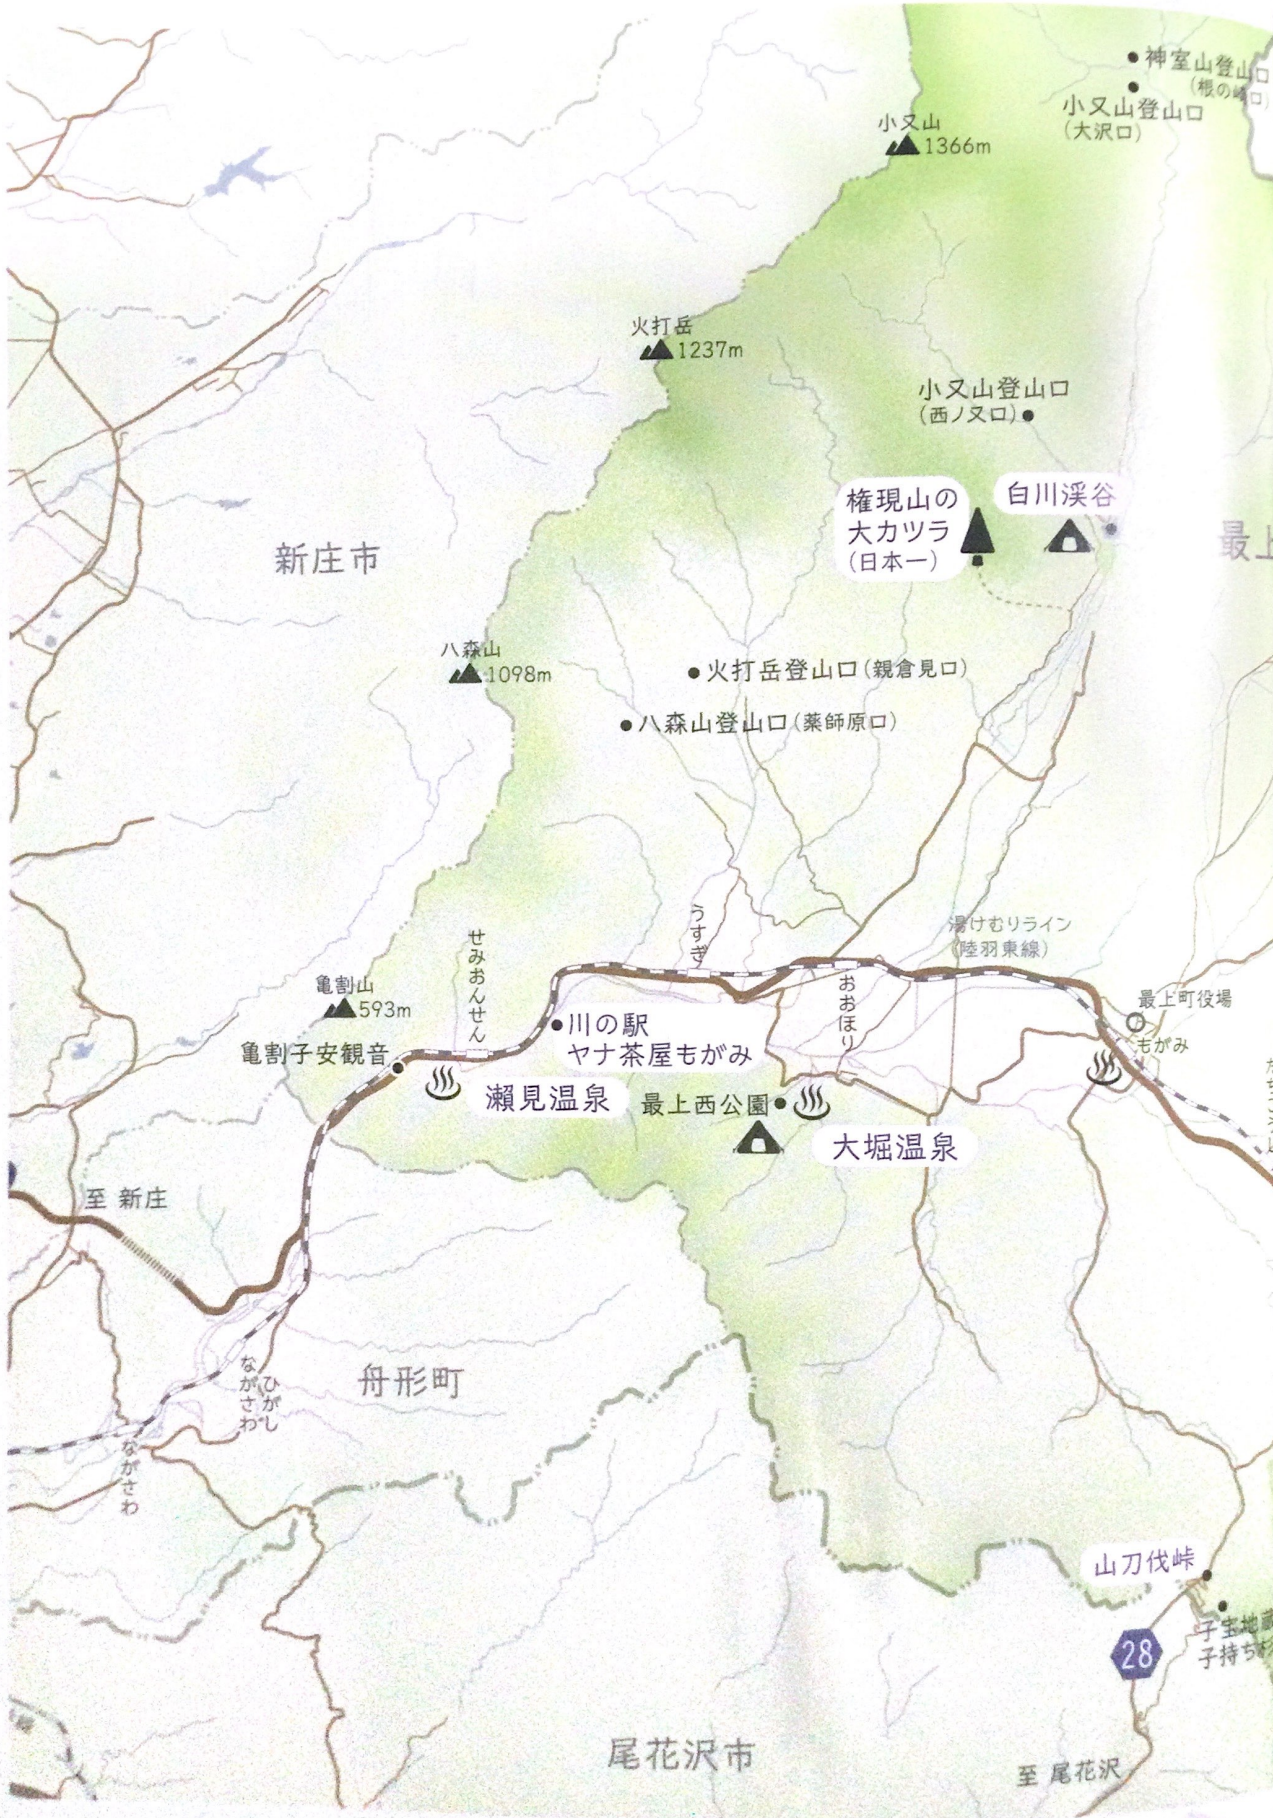 神室山登山口
(根の崎口)
小又山登山口
(大沢口)
小又山
1366m
火打岳
1237m
小又山登山口
(西ノ又口)
権現山の
大カツラ
(日本一)
白川渓谷
最上
新庄市
八森山
1098m
火打岳登山口(親倉見口)
八森山登山口(薬師原口)
うすぎ
せみおんせん
湯けむりライン
(陸羽東線)
おおほり
亀割山
593m
最上町役場
もがみ
川の駅
ヤナ茶屋もがみ
亀割子安観音
瀬見温泉
最上西公園
大堀温泉
至 新庄
舟形町
ひがし
ながさわ
ながさわ
山刀伐峠
28
子宝地蔵
子持ち杉
尾花沢市
至 尾花沢